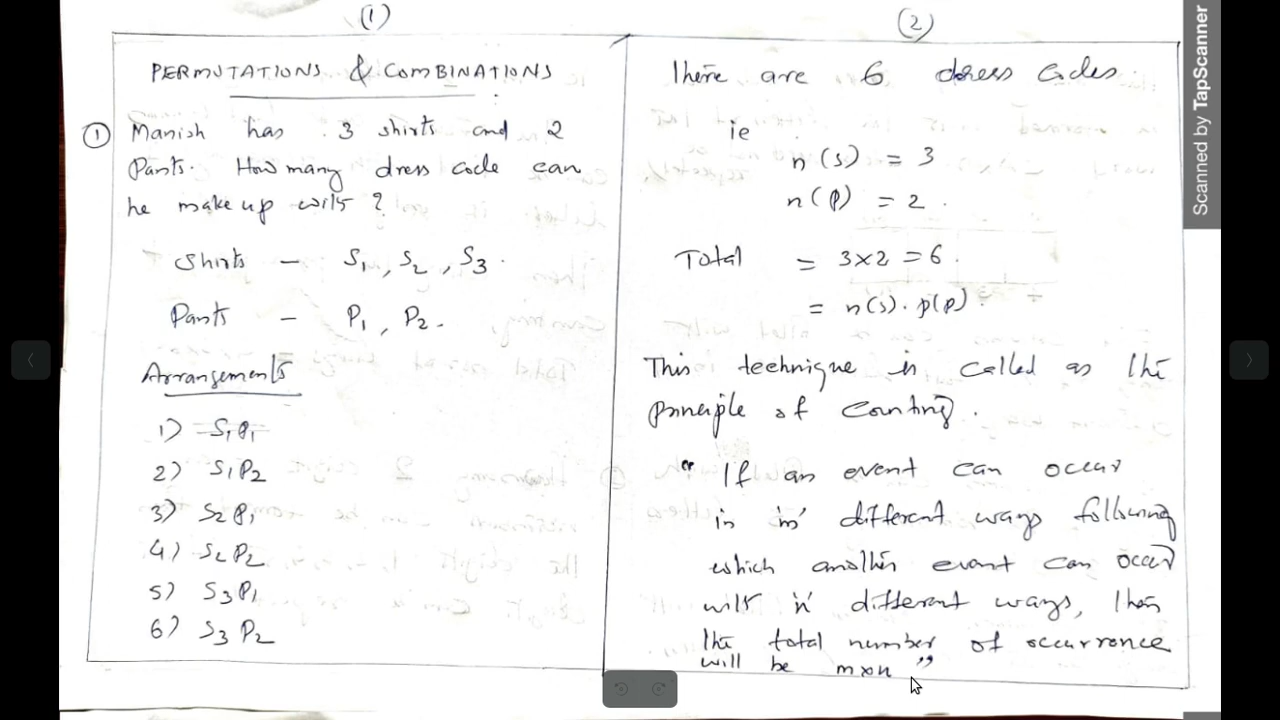 (1)
PERMUTATIONS & COMBINATIONS
① Manish has 3 shirts and 2
Pants. How many dress code can
he make up with ?
Shirts - S1, S2, S3.
Pants - P1, P2.
Arrangements
1) S1P1
2) S1P2
3) S2P1
4) S2P2
5) S3P1
6) S3P2
(2)
There are 6 dress codes.
ie
n(s) = 3
n(p) = 2.
Total = 3x2 = 6.
= n(s). p(p).
This technique is called as the
principle of counting.
"If an event can occur
in 'm' different ways following
which another event can occur
with 'n' different ways, then
the total number of occurrence
will be mxn"
Scanned by TapScanner